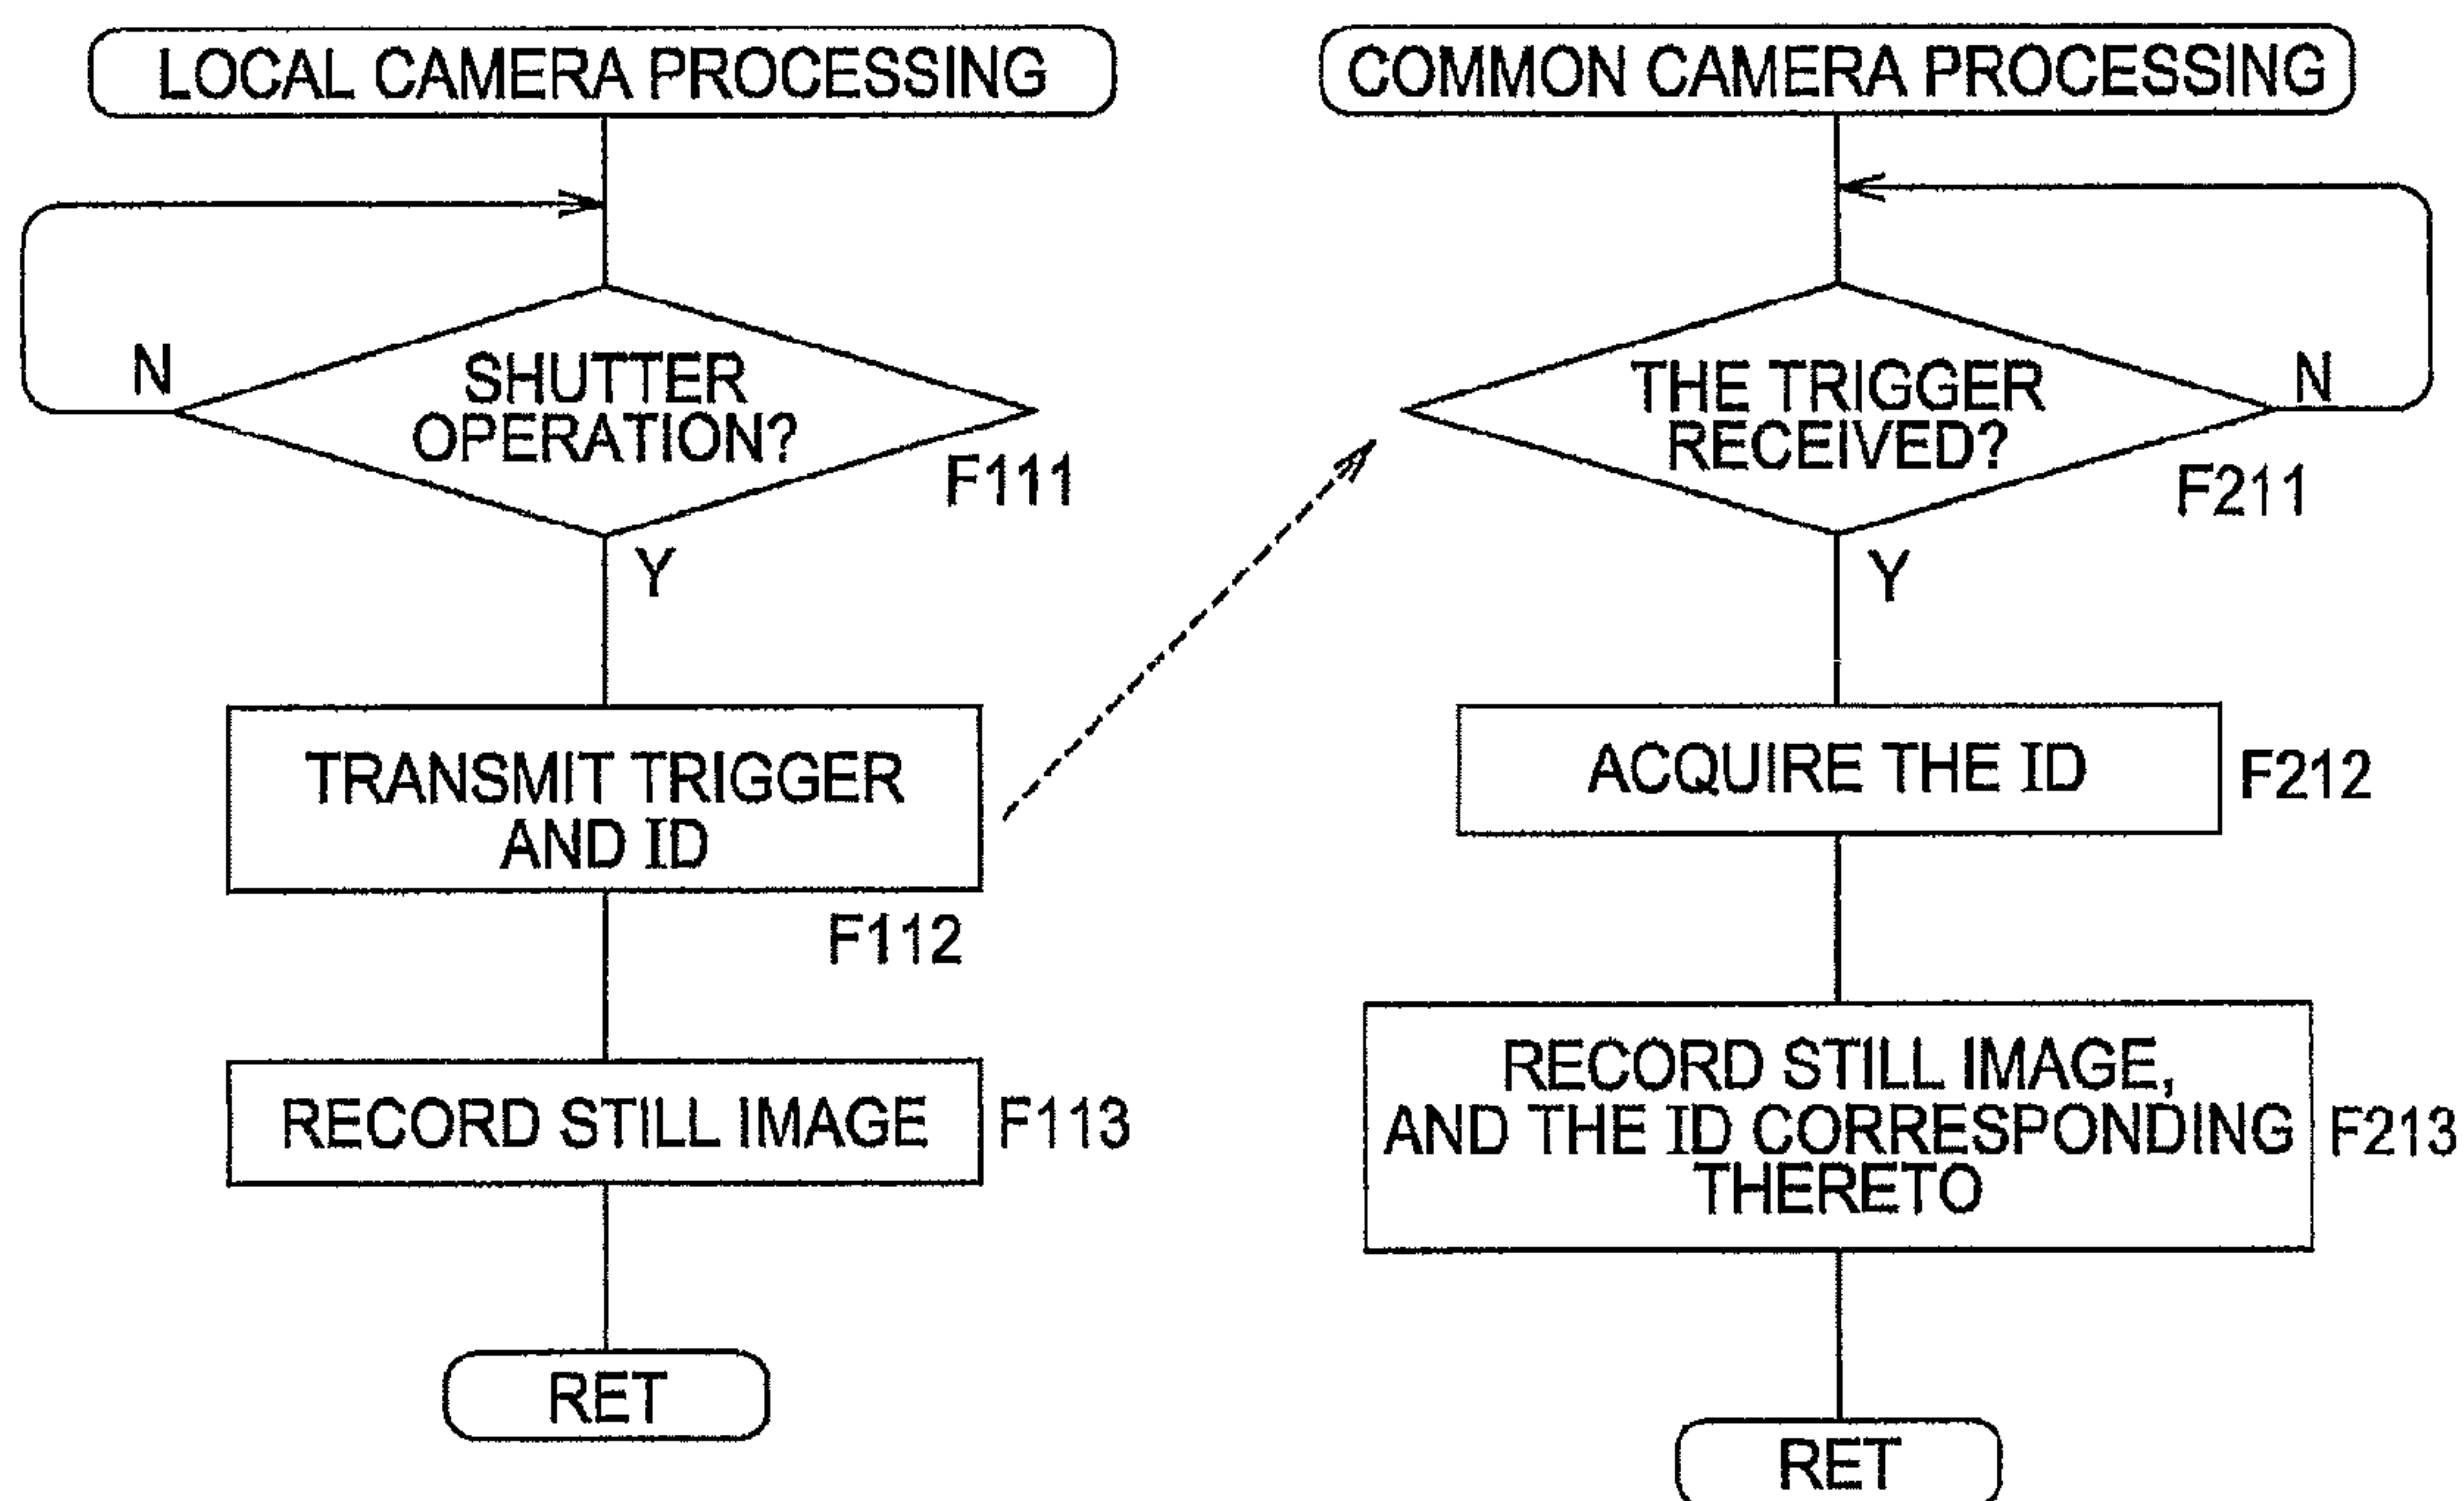 LOCAL CAMERA PROCESSING
N
SHUTTER
OPERATION?
F111
Y
TRANSMIT TRIGGER
AND ID
F112
RECORD STILL IMAGE
F113
RET
COMMON CAMERA PROCESSING
THE TRIGGER
RECEIVED?
N
F211
Y
ACQUIRE THE ID
F212
RECORD STILL IMAGE,
AND THE ID CORRESPONDING
THERETO
F213
RET